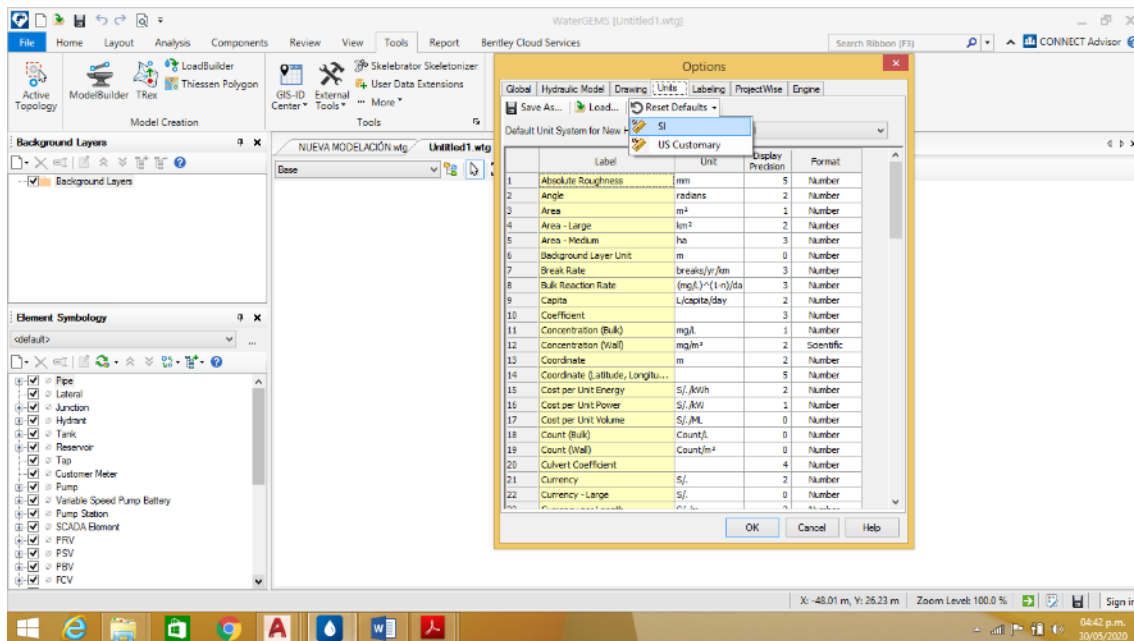 WaterGEMS [Untitled1.wtg]
File Home Layout Analysis Components Review View Tools Report Bentley Cloud Services
Search Ribbon (F3)
CONNECT Advisor
Active Topology
ModelBuilder
TRex
LoadBuilder
Thiessen Polygon
Model Creation
GIS-ID Center
External Tools
Skelebrator Skeletonizer
User Data Extensions
More
Tools
Background Layers
Background Layers
NUEVA MODELACIÓN.wtg
Untitled1.wtg
Base
Element Symbology
<default>
Pipe
Lateral
Junction
Hydrant
Tank
Reservoir
Tap
Customer Meter
Pump
Variable Speed Pump Battery
Pump Station
SCADA Element
PRV
PSV
PBV
FCV
Options
Global Hydraulic Model Drawing Units Labeling ProjectWise Engine
Save As... Load... Reset Defaults
SI
US Customary
Default Unit System for New H
Label Unit Display Precision Format
1 Absolute Roughness mm 5 Number
2 Angle radians 2 Number
3 Area m² 1 Number
4 Area - Large km² 2 Number
5 Area - Medium ha 3 Number
6 Background Layer Unit m 0 Number
7 Break Rate breaks/yr/km 3 Number
8 Bulk Reaction Rate (mg/L)^(1-n)/da 3 Number
9 Capita L/capita/day 2 Number
10 Coefficient 3 Number
11 Concentration (Bulk) mg/L 1 Number
12 Concentration (Wall) mg/m² 2 Scientific
13 Coordinate m 2 Number
14 Coordinate (Latitude, Longitu... 5 Number
15 Cost per Unit Energy S/./kWh 2 Number
16 Cost per Unit Power S/./kW 1 Number
17 Cost per Unit Volume S/./ML 0 Number
18 Count (Bulk) Count/L 0 Number
19 Count (Wall) Count/m² 0 Number
20 Culvert Coefficient 4 Number
21 Currency S/. 2 Number
22 Currency - Large S/. 0 Number
OK Cancel Help
X: -48.01 m, Y: 26.23 m Zoom Level: 100.0 % Sign in
04:42 p.m.
30/05/2020